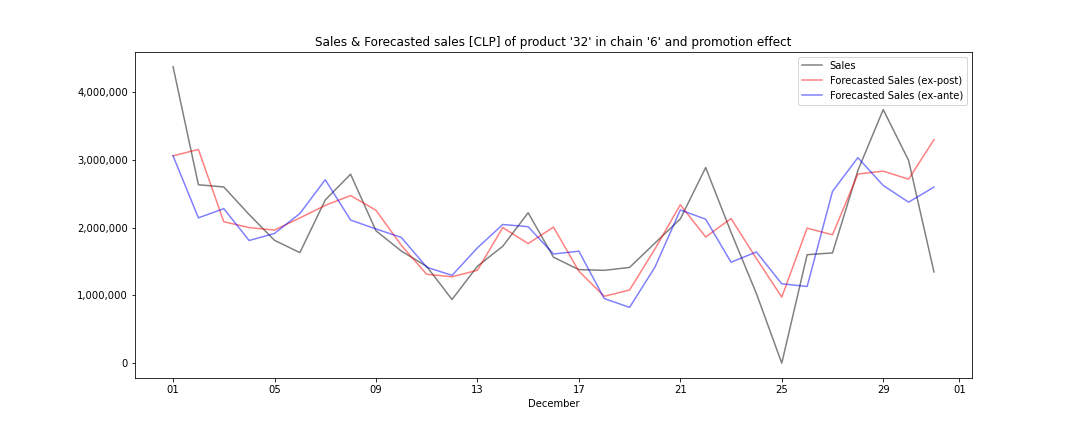 Sales & Forecasted sales [CLP] of product '32' in chain '6' and promotion effect
Sales
Forecasted Sales (ex-post)
Forecasted Sales (ex-ante)
4,000,000
3,000,000
2,000,000
1,000,000
0
01 05 09 13 17 21 25 29 01
December